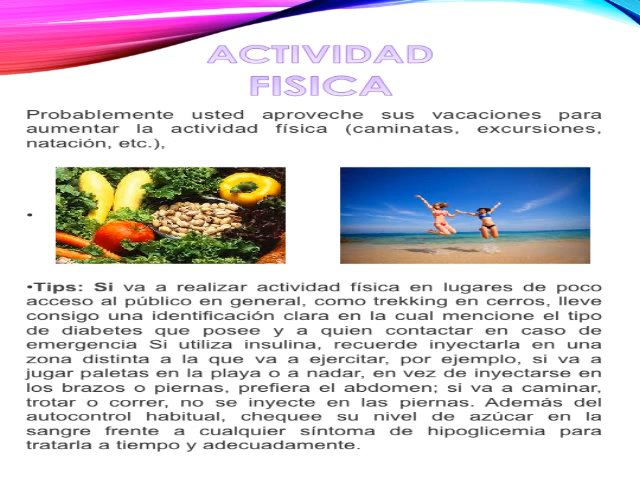 ACTIVIDAD
FISICA
Probablemente usted aproveche sus vacaciones para
aumentar la actividad física (caminatas, excursiones,
natación, etc.),
•
•Tips: Si va a realizar actividad física en lugares de poco
acceso al público en general, como trekking en cerros, lleve
consigo una identificación clara en la cual mencione el tipo
de diabetes que posee y a quien contactar en caso de
emergencia Si utiliza insulina, recuerde inyectarla en una
zona distinta a la que va a ejercitar, por ejemplo, si va a
jugar paletas en la playa o a nadar, en vez de inyectarse en
los brazos o piernas, prefiera el abdomen; si va a caminar,
trotar o correr, no se inyecte en las piernas. Además del
autocontrol habitual, chequee su nivel de azúcar en la
sangre frente a cualquier síntoma de hipoglicemia para
tratarla a tiempo y adecuadamente.